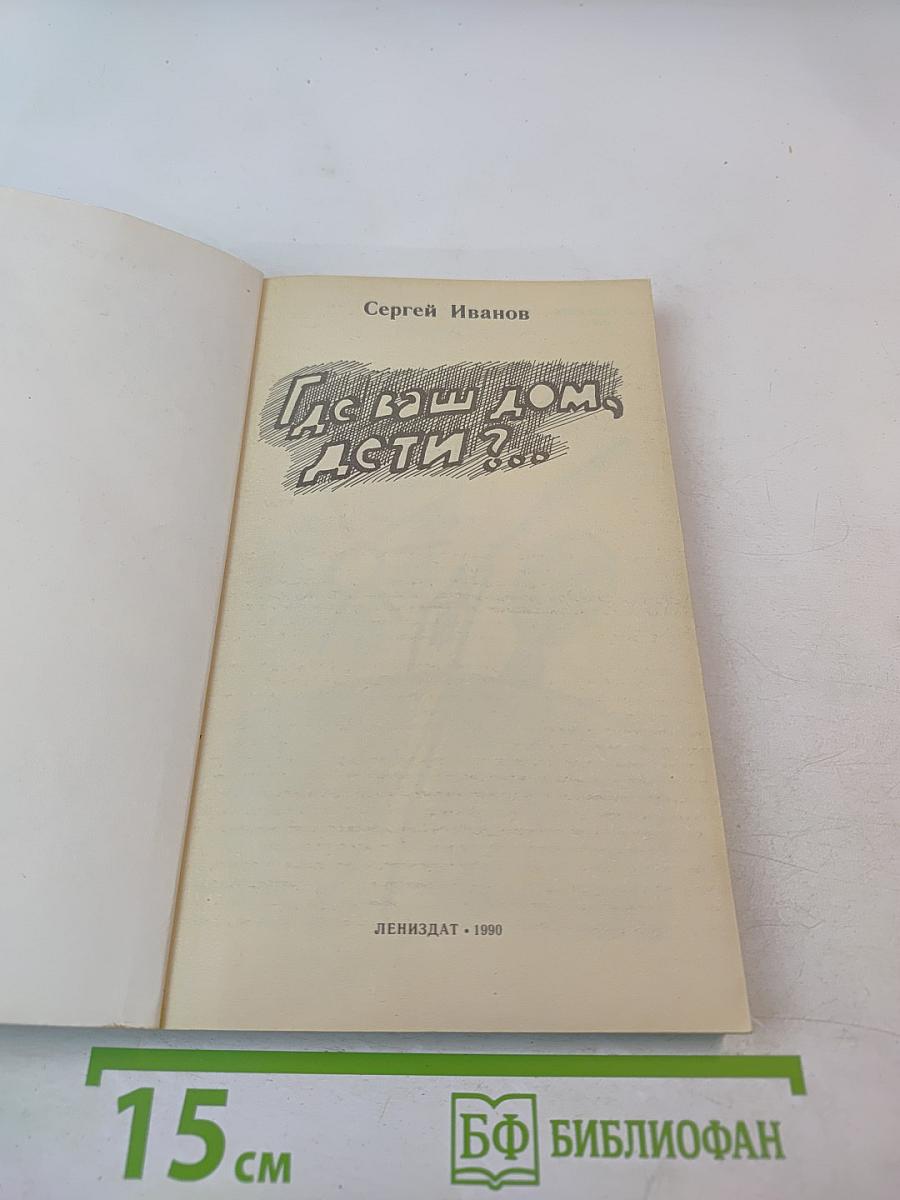 Сергей Иванов
Где ваш дом,
дети?...
ЛЕНИЗДАТ • 1990
15 см
БФ БИБЛИОФАН